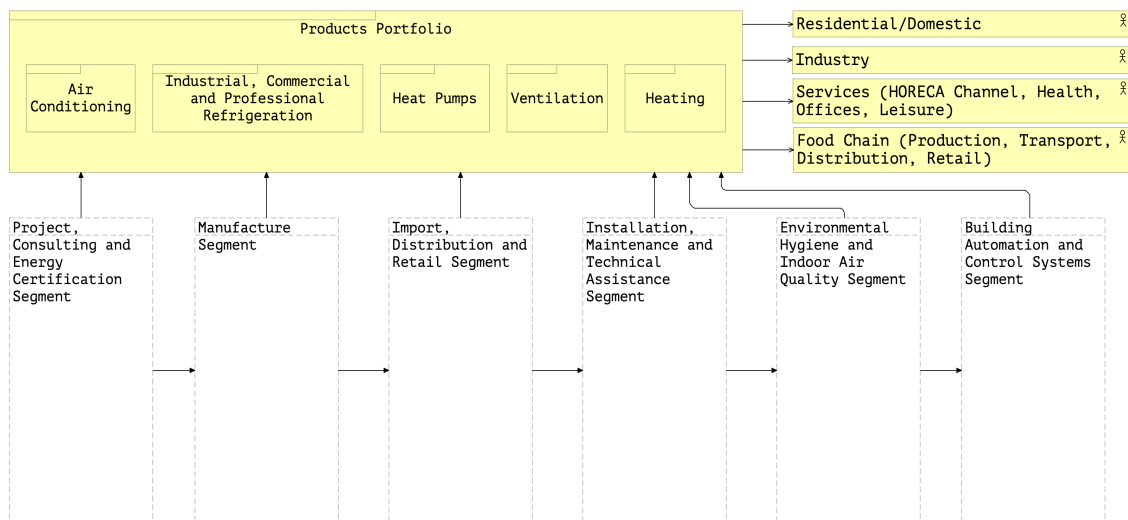 Products Portfolio
Air
Conditioning
Industrial, Commercial
and Professional
Refrigeration
Heat Pumps
Ventilation
Heating
Residential/Domestic
Industry
Services (HORECA Channel, Health,
Offices, Leisure)
Food Chain (Production, Transport,
Distribution, Retail)
Project,
Consulting and
Energy
Certification
Segment
Manufacture
Segment
Import,
Distribution and
Retail Segment
Installation,
Maintenance and
Technical
Assistance
Segment
Environmental
Hygiene and
Indoor Air
Quality Segment
Building
Automation and
Control Systems
Segment